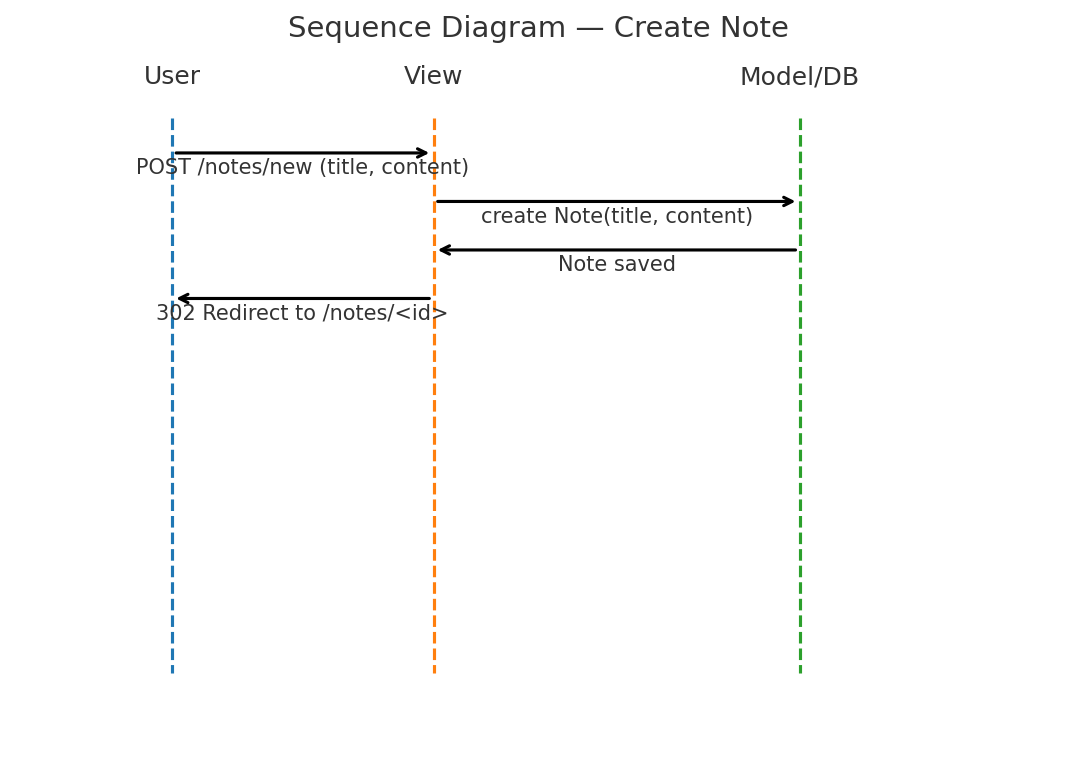 Sequence Diagram — Create Note
User View Model/DB
POST /notes/new (title, content)
create Note(title, content)
Note saved
302 Redirect to /notes/<id>